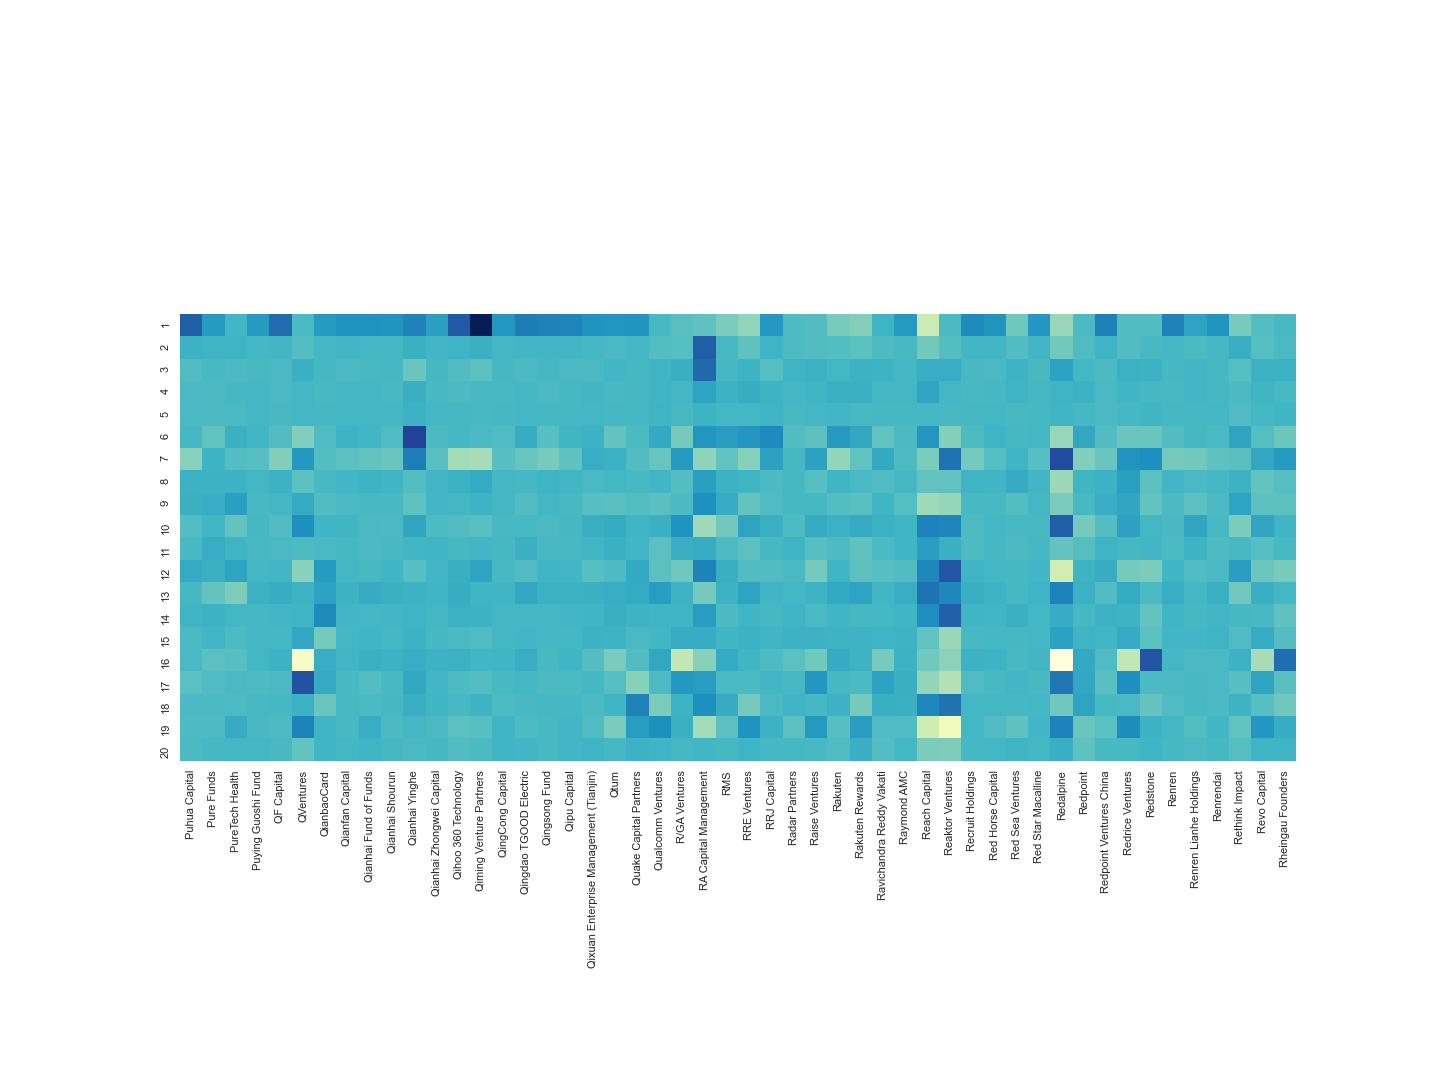 1
2
3
4
5
6
7
8
9
10
11
12
13
14
15
16
17
18
19
20
Puhua Capital
Pure Funds
PureTech Health
Puying Guoshi Fund
QF Capital
QVentures
QianbaoCard
Qianfan Capital
Qianhai Fund of Funds
Qianhai Shourun
Qianhai Yinghe
Qianhai Zhongwei Capital
Qihoo 360 Technology
Qiming Venture Partners
QingCong Capital
Qingdao TGOOD Electric
Qingsong Fund
Qipu Capital
Qixuan Enterprise Management (Tianjin)
Qtum
Quake Capital Partners
Qualcomm Ventures
R/GA Ventures
RA Capital Management
RMS
RRE Ventures
RRJ Capital
Radar Partners
Raise Ventures
Rakuten
Rakuten Rewards
Ravichandra Reddy Vakati
Raymond AMC
Reach Capital
Reaktor Ventures
Recruit Holdings
Red Horse Capital
Red Sea Ventures
Red Star Macalline
Redalpine
Redpoint
Redpoint Ventures China
Redrice Ventures
Redstone
Renren
Renren Lianhe Holdings
Renrendai
Rethink Impact
Revo Capital
Rheingau Founders